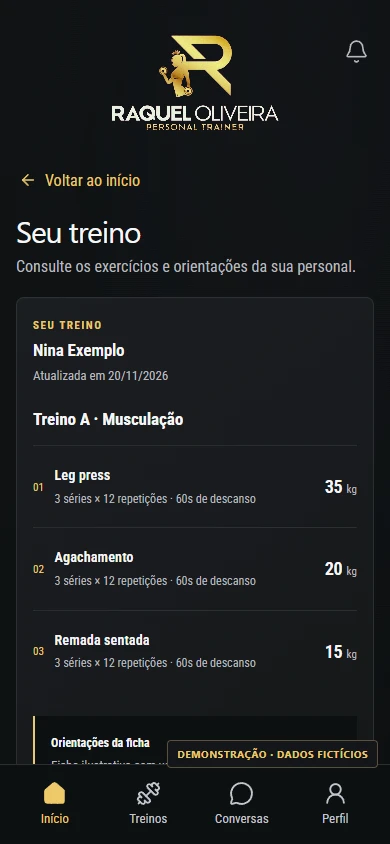 RAQUEL OLIVEIRA
PERSONAL TRAINER
← Voltar ao início
Seu treino
Consulte os exercícios e orientações da sua personal.
SEU TREINO
Nina Exemplo
Atualizada em 20/11/2026
Treino A · Musculação
01 Leg press 35 kg
3 séries × 12 repetições · 60s de descanso
02 Agachamento 20 kg
3 séries × 12 repetições · 60s de descanso
03 Remada sentada 15 kg
3 séries × 12 repetições · 60s de descanso
Orientações da ficha
DEMONSTRAÇÃO · DADOS FICTÍCIOS
Início Treinos Conversas Perfil